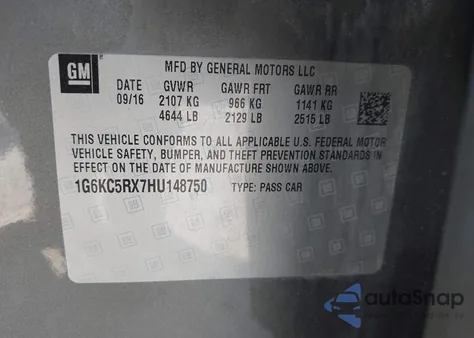 GM
MFD BY GENERAL MOTORS LLC
DATE GVWR GAWR FRT GAWR RR
09/16 2107 KG 966 KG 1141 KG
4644 LB 2129 LB 2515 LB
THIS VEHICLE CONFORMS TO ALL APPLICABLE U.S. FEDERAL MOTOR
VEHICLE SAFETY, BUMPER, AND THEFT PREVENTION STANDARDS IN
EFFECT ON THE DATE OF MANUFACTURE SHOWN ABOVE.
1G6KC5RX7HU148750 TYPE: PASS CAR
autoSnap